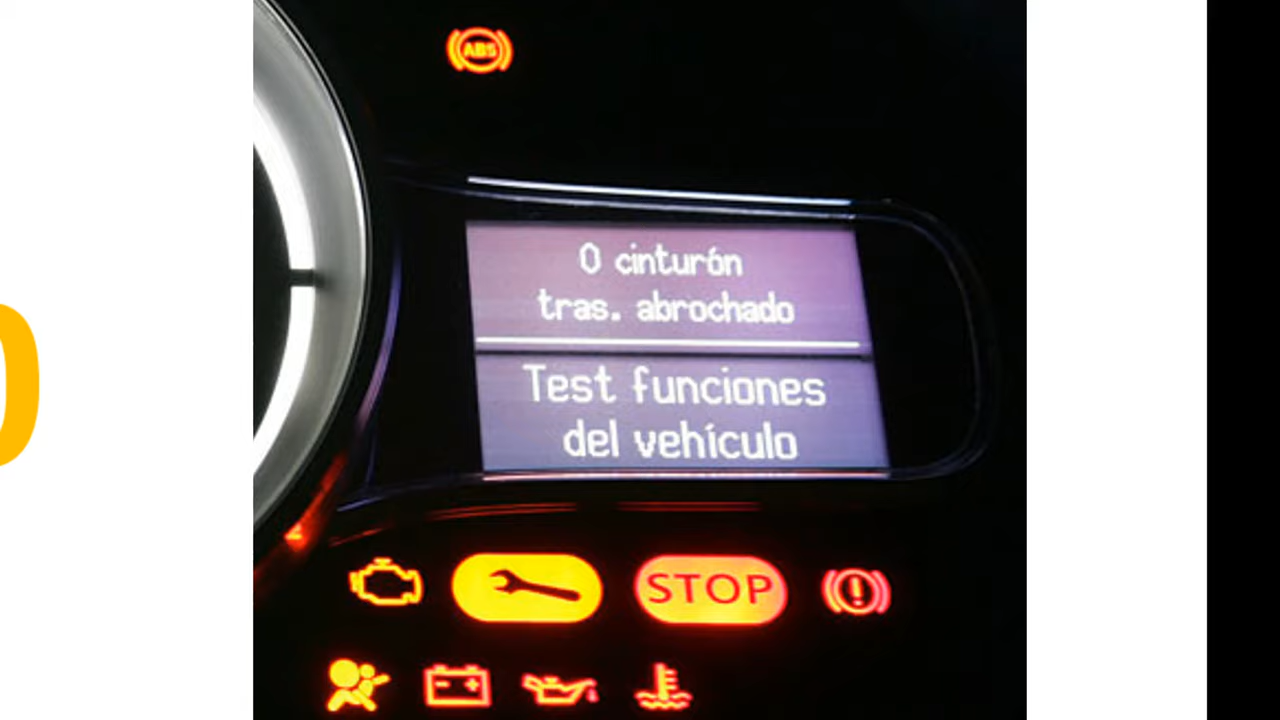 ABS
0 cinturón
tras. abrochado
Test funciones
del vehículo
STOP